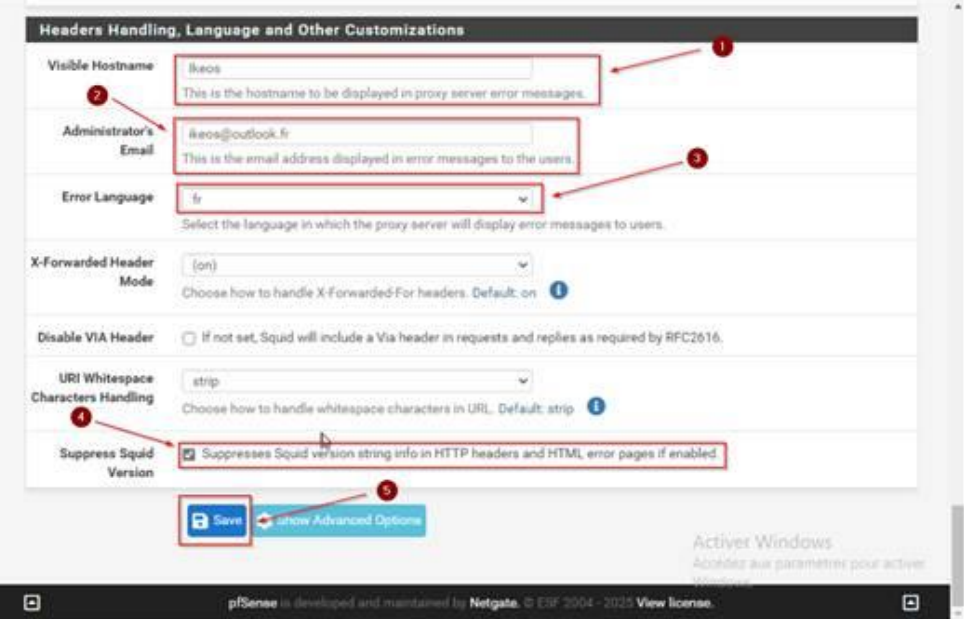 Headers Handling, Language and Other Customizations
1
Visible Hostname
Ikeos
This is the hostname to be displayed in proxy server error messages.
2
Administrator's
Email
ikeos@outlook.fr
This is the email address displayed in error messages to the users.
3
Error Language
fr
Select the language in which the proxy server will display error messages to users.
X-Forwarded Header
Mode
(on)
Choose how to handle X-Forwarded-For headers. Default: on
Disable VIA Header
If not set, Squid will include a Via header in requests and replies as required by RFC2616.
URI Whitespace
Characters Handling
strip
Choose how to handle whitespace characters in URL. Default: strip
4
Suppress Squid
Version
Suppresses Squid version string info in HTTP headers and HTML error pages if enabled.
5
Save
Show Advanced Options
Activer Windows
Accédez aux paramètres pour activer
Windows.
pfSense is developed and maintained by Netgate. © ESF 2004 - 2025 View license.